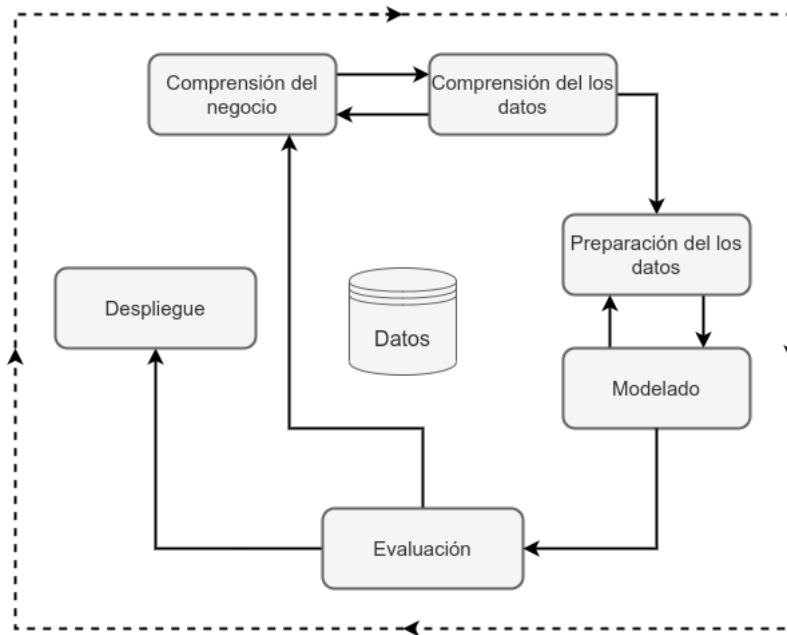 Comprensión del
negocio
Comprensión del los
datos
Preparación del los
datos
Despliegue
Datos
Modelado
Evaluación